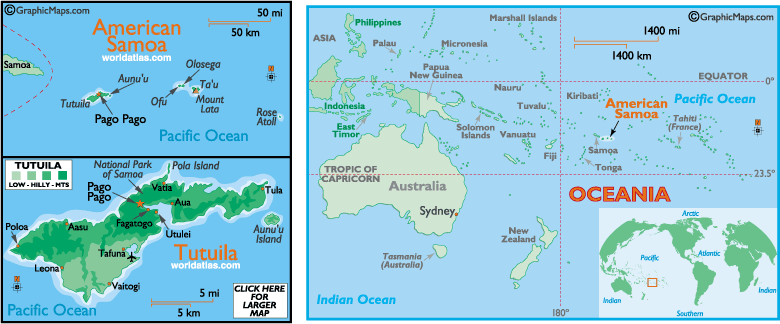 ©GraphicMaps.com
50 mi
50 km
American
Samoa
worldatlas.com
Samoa
Aunu'u
Olosega
Ta'u
Tutuila
Ofu
Mount
Lata
Pago Pago
Rose
Atoll
Pacific Ocean
TUTUILA
LOW - HILLY - MTS
National Park
of Samoa
Pola Island
Vatia
Tula
Pago
Pago
Aua
Fagatogo
Utulei
Aunu'u
Island
Poloa
Aasu
Tafuna
Tutuila
worldatlas.com
Leona
Vaitogi
5 mi
5 km
CLICK HERE
FOR
LARGER
MAP
Pacific Ocean
©GraphicMaps.com
Philippines
Marshall Islands
1400 mi
1400 km
ASIA
Palau
Micronesia
Papua
New Guinea
EQUATOR
0°
Nauru
Kiribati
Pacific Ocean
Indonesia
Tuvalu
American
Samoa
East
Timor
Solomon
Islands
Tahiti
(France)
Vanuatu
Fiji
Samoa
Tonga
TROPIC OF
CAPRICORN
23.5°
Australia
OCEANIA
Sydney
New
Zealand
Tasmania
(Australia)
Indian Ocean
180°
Arctic
Pacific
Atlantic
Indian
Indian
Southern